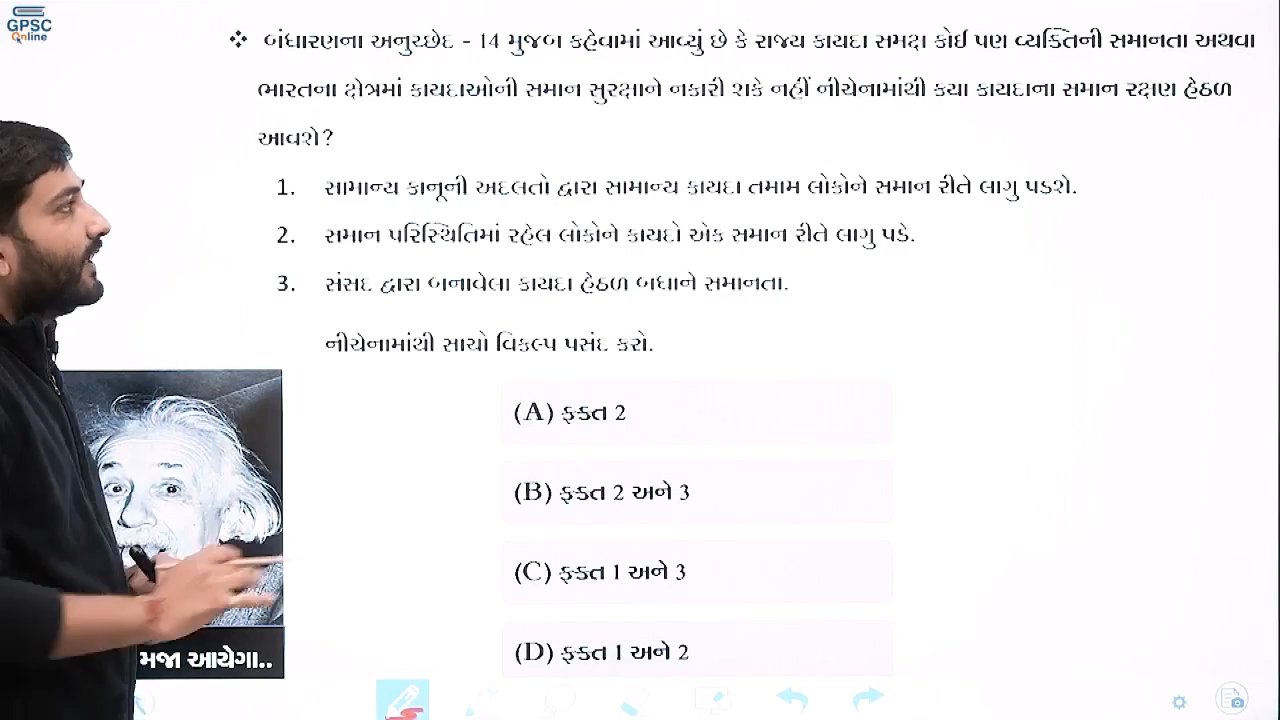 GPSC
Online
❖ બંધારણના અનુચ્છેદ - 14 મુજબ કહેવામાં આવ્યું છે કે રાજ્ય કાયદા સમક્ષ કોઈ પણ વ્યક્તિની સમાનતા અથવા
ભારતના ક્ષેત્રમાં કાયદાઓની સમાન સુરક્ષાને નકારી શકે નહીં નીચેનામાંથી ક્યા કાયદાના સમાન રક્ષણ હેઠળ
આવશે?
1. સામાન્ય કાનૂની અદલતો દ્વારા સામાન્ય કાયદા તમામ લોકોને સમાન રીતે લાગુ પડશે.
2. સમાન પરિસ્થિતિમાં રહેલ લોકોને કાયદો એક સમાન રીતે લાગુ પડે.
3. સંસદ દ્વારા બનાવેલા કાયદા હેઠળ બધાને સમાનતા.
નીચેનામાંથી સાચો વિકલ્પ પસંદ કરો.
(A) ફક્ત 2
(B) ફક્ત 2 અને 3
(C) ફક્ત 1 અને 3
(D) ફક્ત 1 અને 2
મજા આયેગા..